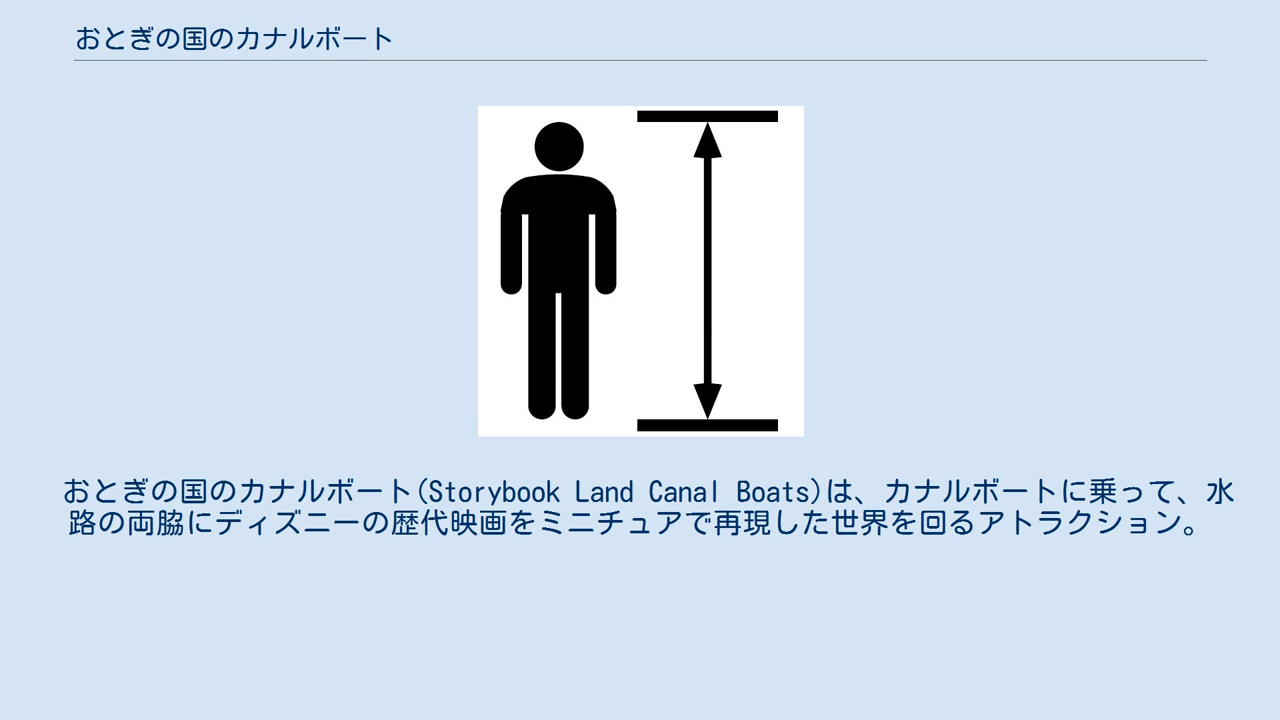 おとぎの国のカナルボート
おとぎの国のカナルボート(Storybook Land Canal Boats)は、カナルボートに乗って、水
路の両脇にディズニーの歴代映画をミニチュアで再現した世界を回るアトラクション。